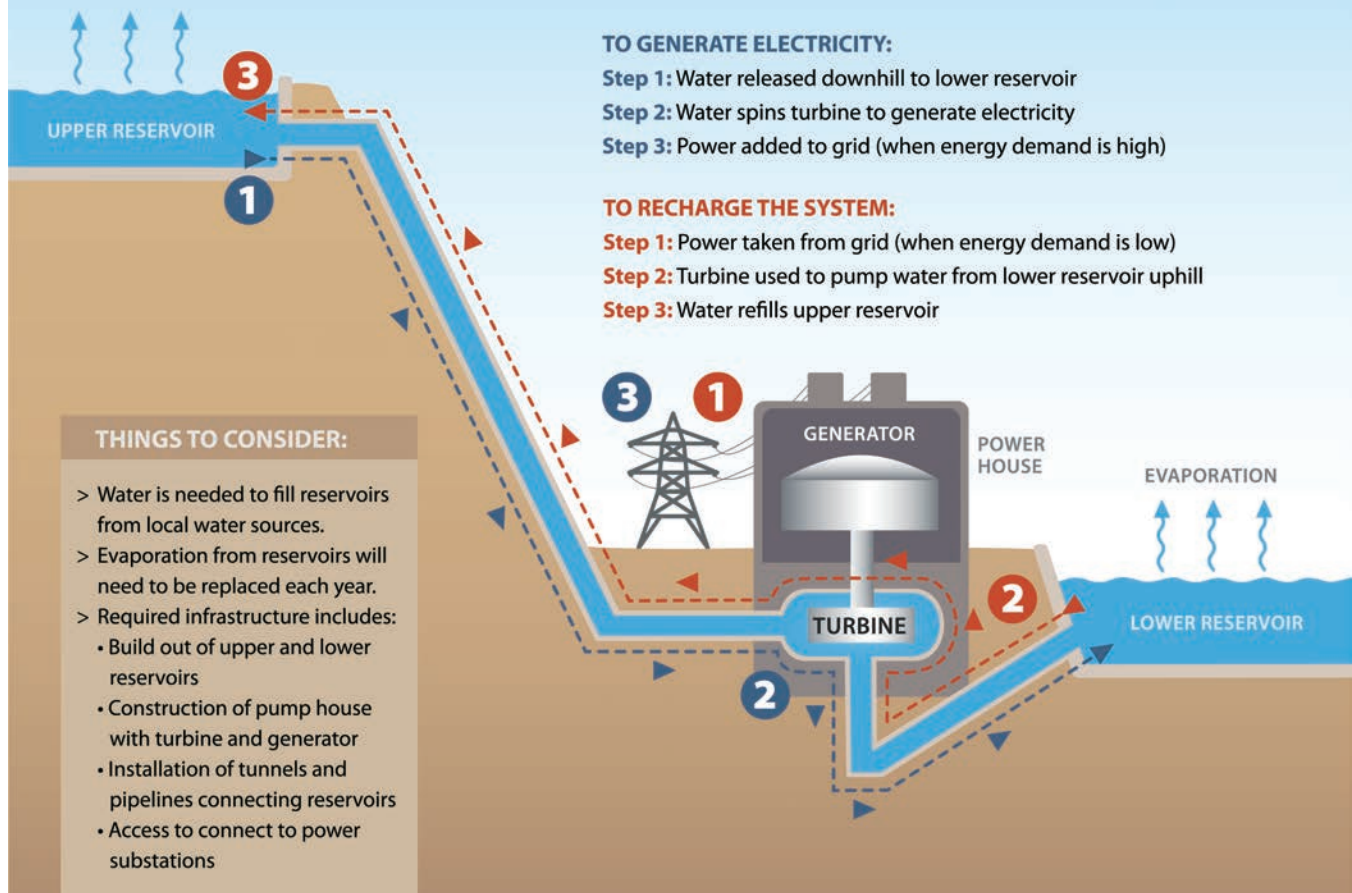 TO GENERATE ELECTRICITY:
Step 1: Water released downhill to lower reservoir
Step 2: Water spins turbine to generate electricity
Step 3: Power added to grid (when energy demand is high)
TO RECHARGE THE SYSTEM:
Step 1: Power taken from grid (when energy demand is low)
Step 2: Turbine used to pump water from lower reservoir uphill
Step 3: Water refills upper reservoir
3
UPPER RESERVOIR
1
3
1
GENERATOR
POWER
HOUSE
EVAPORATION
2
TURBINE
LOWER RESERVOIR
2
THINGS TO CONSIDER:
> Water is needed to fill reservoirs
from local water sources.
> Evaporation from reservoirs will
need to be replaced each year.
> Required infrastructure includes:
• Build out of upper and lower
reservoirs
• Construction of pump house
with turbine and generator
• Installation of tunnels and
pipelines connecting reservoirs
• Access to connect to power
substations